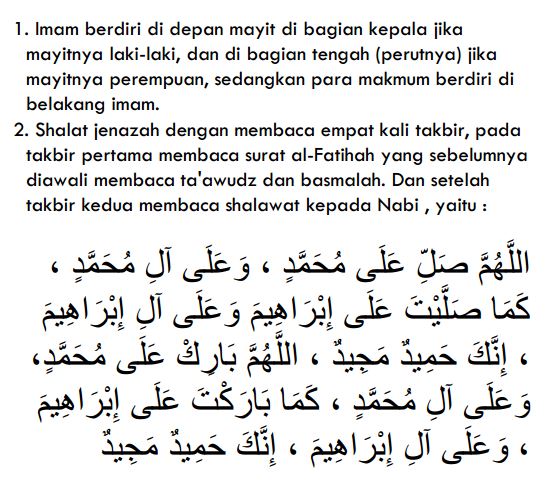 1. Imam berdiri di depan mayit di bagian kepala jika
mayitnya laki-laki, dan di bagian tengah (perutnya) jika
mayitnya perempuan, sedangkan para makmum berdiri di
belakang imam.
2. Shalat jenazah dengan membaca empat kali takbir, pada
takbir pertama membaca surat al-Fatihah yang sebelumnya
diawali membaca ta'awudz dan basmalah. Dan setelah
takbir kedua membaca shalawat kepada Nabi , yaitu :
اللَّهُمَّ صَلِّ عَلَى مُحَمَّدٍ ، وَعَلَى آلِ مُحَمَّدٍ ،
كَمَا صَلَّيْتَ عَلَى إِبْرَاهِيمَ وَعَلَى آلِ إِبْرَاهِيمَ
، إِنَّكَ حَمِيدٌ مَجِيدٌ ، اللَّهُمَّ بَارِكْ عَلَى مُحَمَّدٍ،
وَعَلَى آلِ مُحَمَّدٍ ، كَمَا بَارَكْتَ عَلَى إِبْرَاهِيمَ
، وَعَلَى آلِ إِبْرَاهِيمَ ، إِنَّكَ حَمِيدٌ مَجِيدٌ